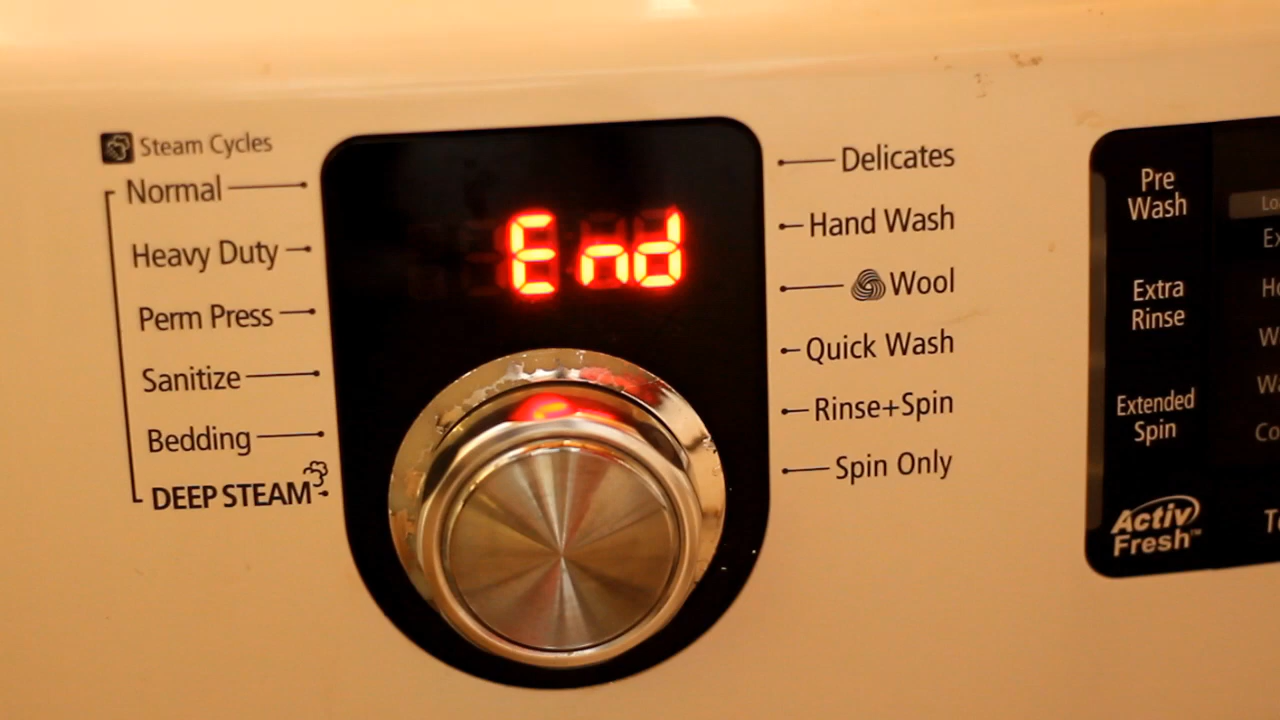 Steam Cycles
Normal
Heavy Duty
Perm Press
Sanitize
Bedding
DEEP STEAM
End
Delicates
Hand Wash
Wool
Quick Wash
Rinse+Spin
Spin Only
Pre
Wash
Extra
Rinse
Extended
Spin
Activ
Fresh™